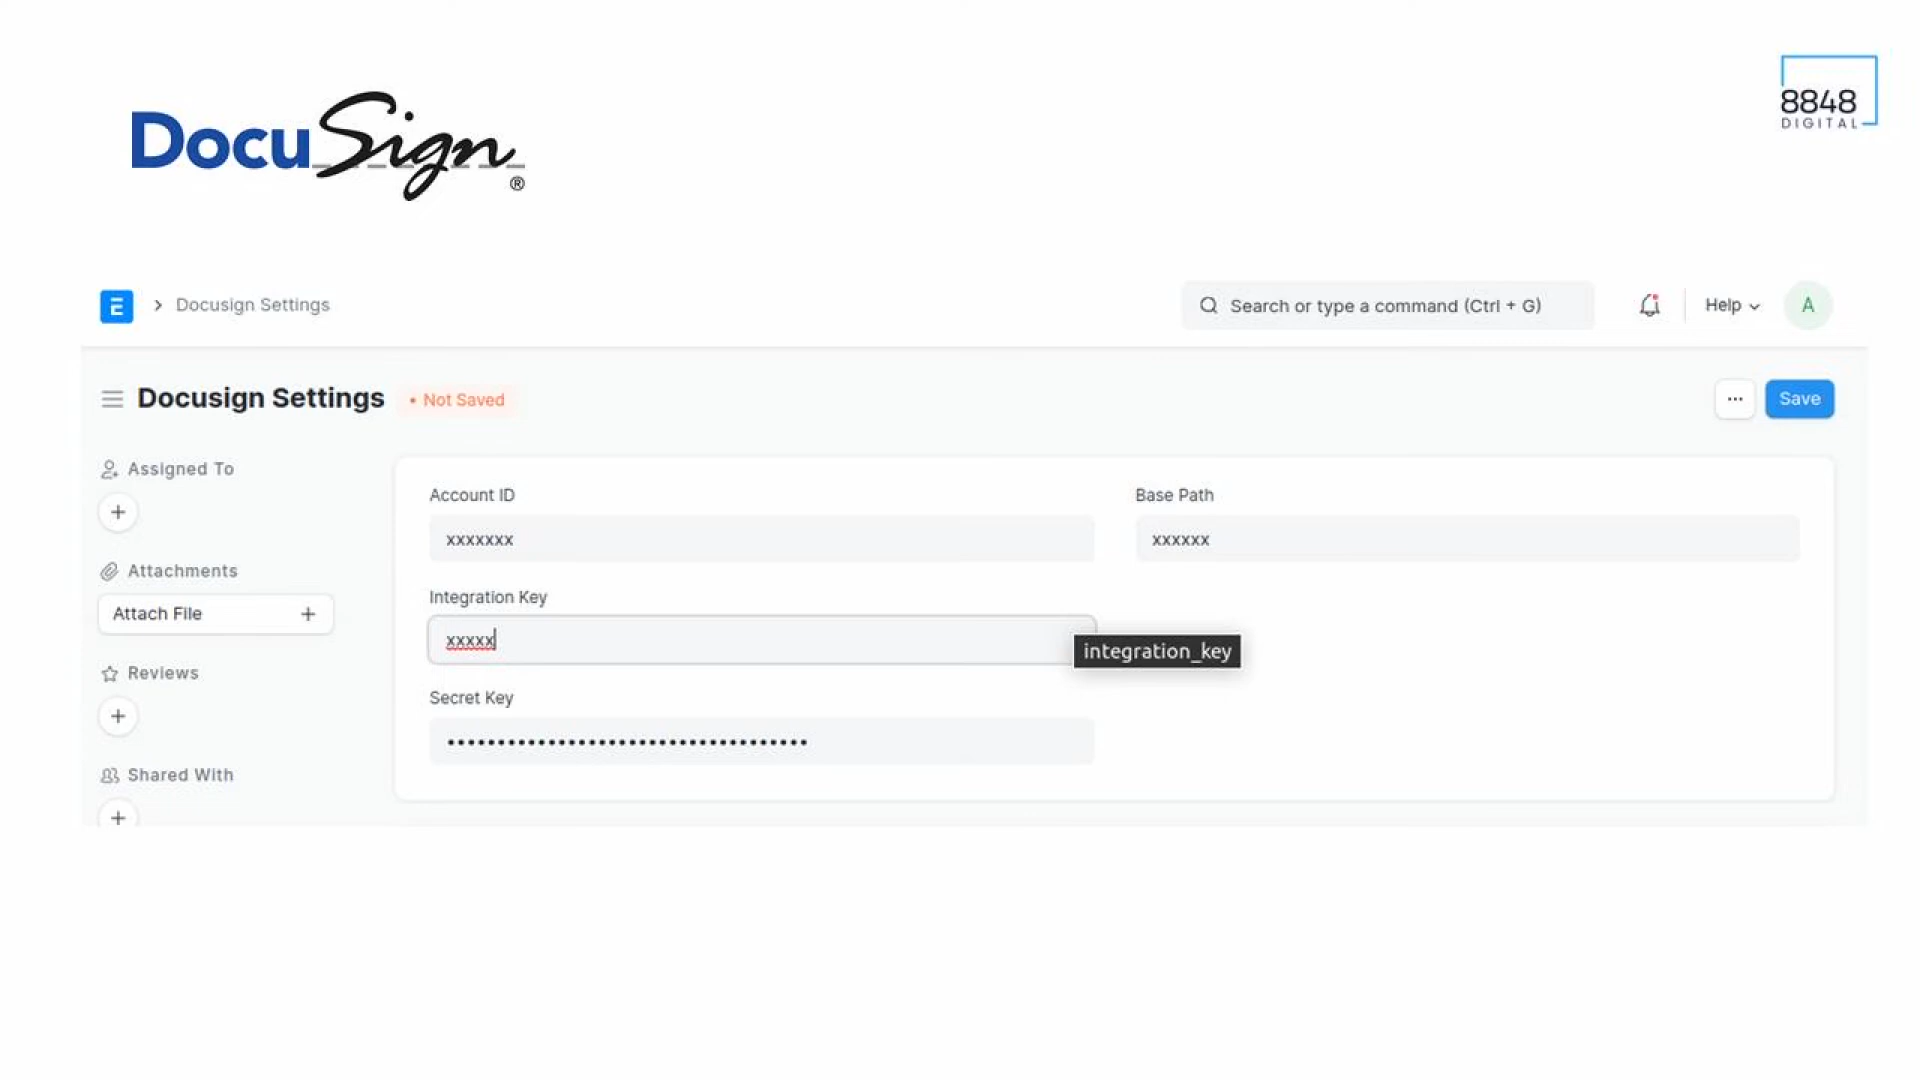 DocuSign®
8848
DIGITAL
E > Docusign Settings
Search or type a command (Ctrl + G)
Help
A
Docusign Settings • Not Saved
... Save
Assigned To
+
Account ID
Base Path
xxxxxxx
xxxxxx
Attachments
Attach File +
Integration Key
xxxxx
integration_key
Reviews
+
Secret Key
••••••••••••••••••••••••••••••••••••
Shared With
+